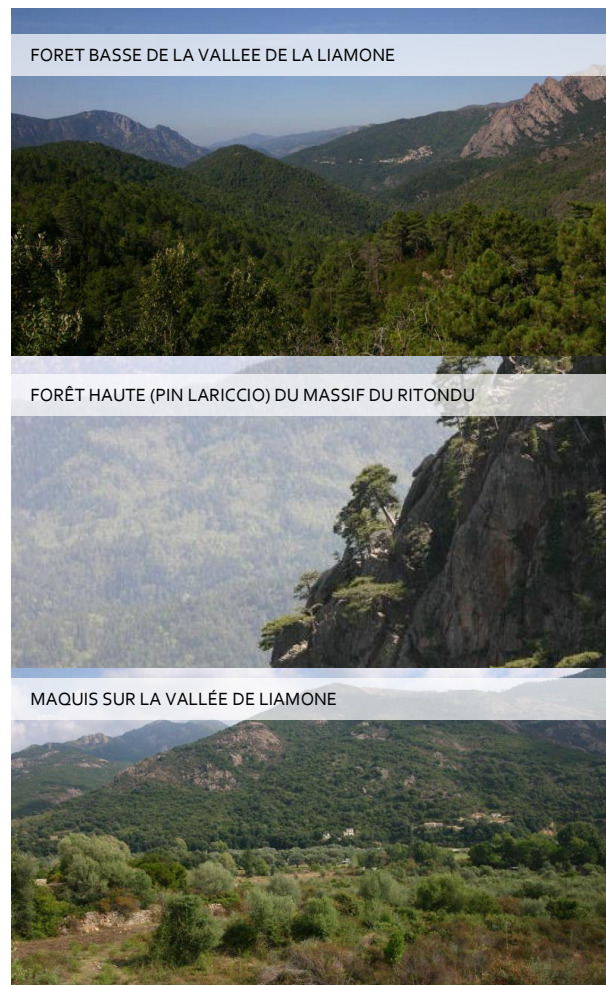 FORET BASSE DE LA VALLEE DE LA LIAMONE
FORÊT HAUTE (PIN LARICCIO) DU MASSIF DU RITONDU
MAQUIS SUR LA VALLÉE DE LIAMONE